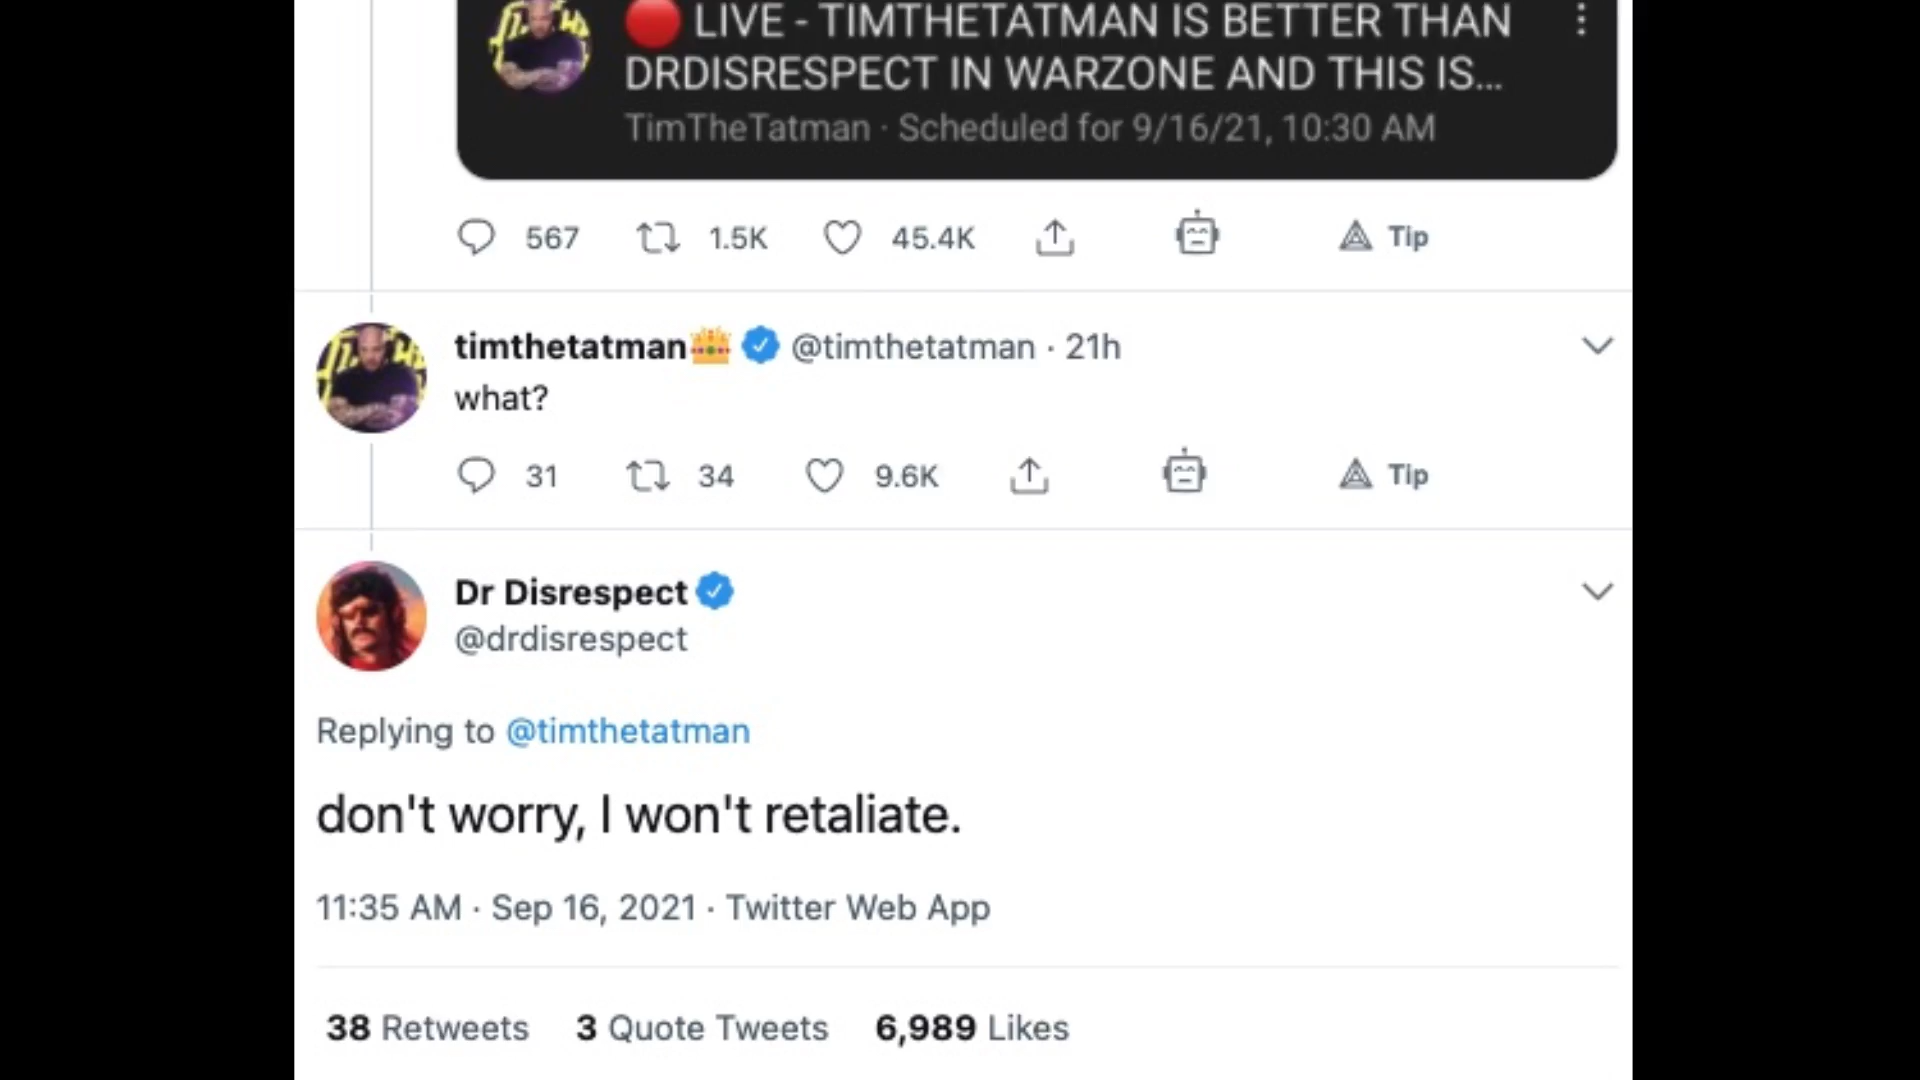 LIVE - TIMTHETATMAN IS BETTER THAN
DRDISRESPECT IN WARZONE AND THIS IS...
TimTheTatman · Scheduled for 9/16/21, 10:30 AM
567 1.5K 45.4K Tip
timthetatman @timthetatman · 21h
what?
31 34 9.6K Tip
Dr Disrespect
@drdisrespect
Replying to @timthetatman
don't worry, I won't retaliate.
11:35 AM · Sep 16, 2021 · Twitter Web App
38 Retweets 3 Quote Tweets 6,989 Likes